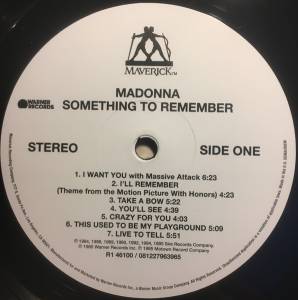 MAVERICK™
MADONNA
SOMETHING TO REMEMBER
WARNER RECORDS
STEREO
SIDE ONE
1. I WANT YOU with Massive Attack 6:23
2. I'LL REMEMBER
(Theme from the Motion Picture With Honors) 4:23
3. TAKE A BOW 5:22
4. YOU'LL SEE 4:39
5. CRAZY FOR YOU 4:03
6. THIS USED TO BE MY PLAYGROUND 5:09
7. LIVE TO TELL 5:51
R1 46100 / 081227963965